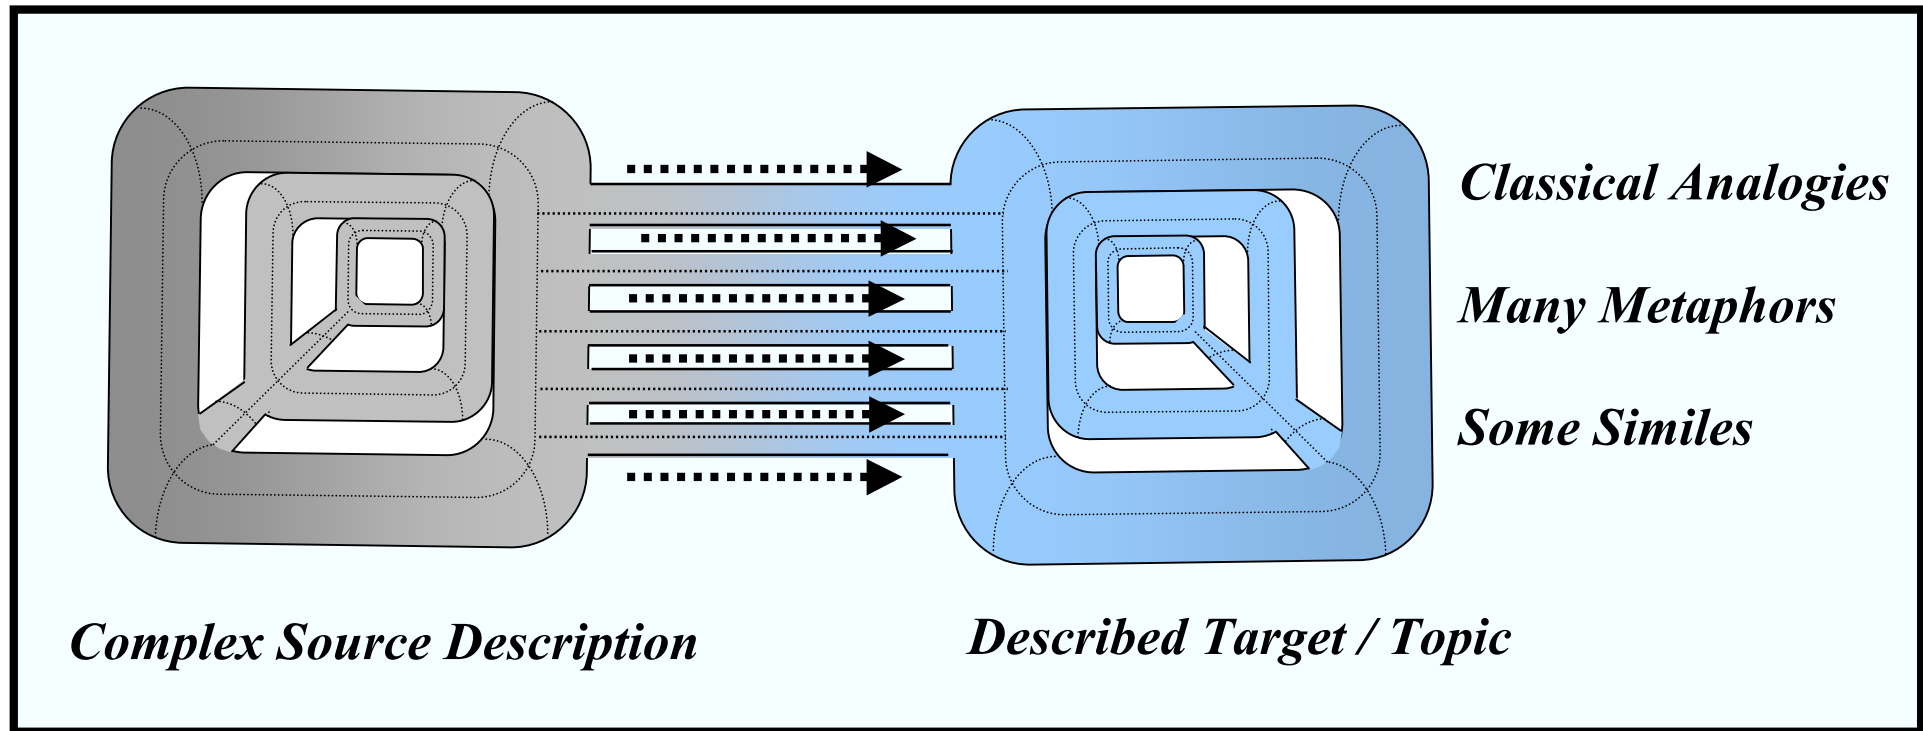 Classical Analogies
Many Metaphors
Some Similes
Complex Source Description
Described Target / Topic